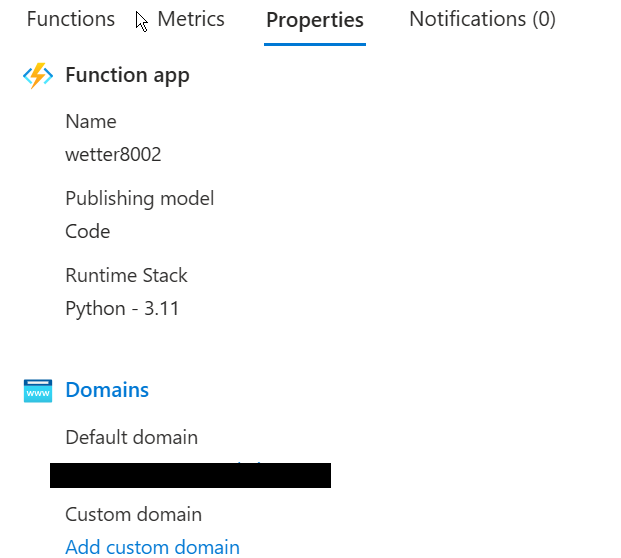 Functions Metrics Properties Notifications (0)
Function app
Name
wetter8002
Publishing model
Code
Runtime Stack
Python - 3.11
www
Domains
Default domain
Custom domain
Add custom domain